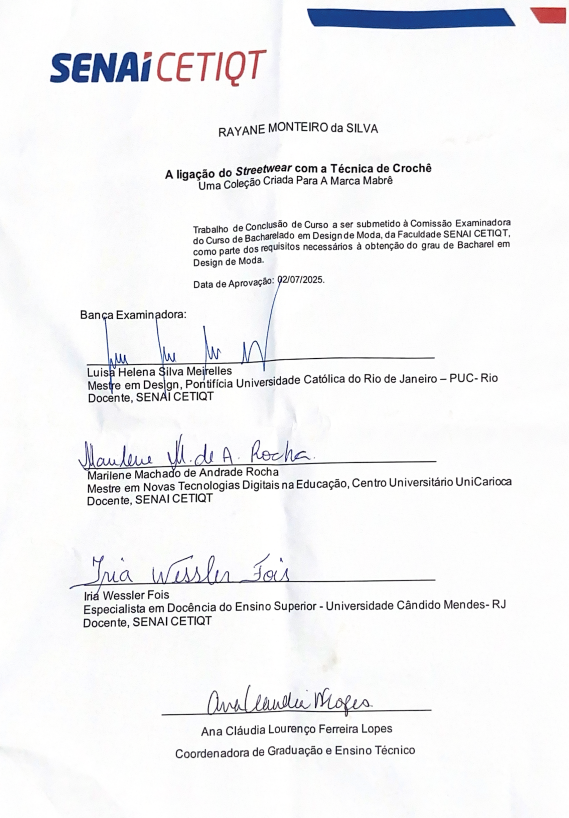 SENAI CETIQT
RAYANE MONTEIRO da SILVA
A ligação do Streetwear com a Técnica de Crochê
Uma Coleção Criada Para A Marca Mabrê
Trabalho de Conclusão de Curso a ser submetido à Comissão Examinadora
do Curso de Bacharelado em Design de Moda, da Faculdade SENAI CETIQT,
como parte dos requisitos necessários à obtenção do grau de Bacharel em
Design de Moda.
Data de Aprovação: 02/07/2025.
Banca Examinadora:
Luisa Helena Silva Meirelles
Mestre em Design, Pontifícia Universidade Católica do Rio de Janeiro – PUC- Rio
Docente, SENAI CETIQT
Marilene M. de A. Rocha.
Marilene Machado de Andrade Rocha
Mestre em Novas Tecnologias Digitais na Educação, Centro Universitário UniCarioca
Docente, SENAI CETIQT
Iria Wessler Fois
Iria Wessler Fois
Especialista em Docência do Ensino Superior - Universidade Cândido Mendes- RJ
Docente, SENAI CETIQT
Ana Cláudia Lourenço Ferreira Lopes
Coordenadora de Graduação e Ensino Técnico